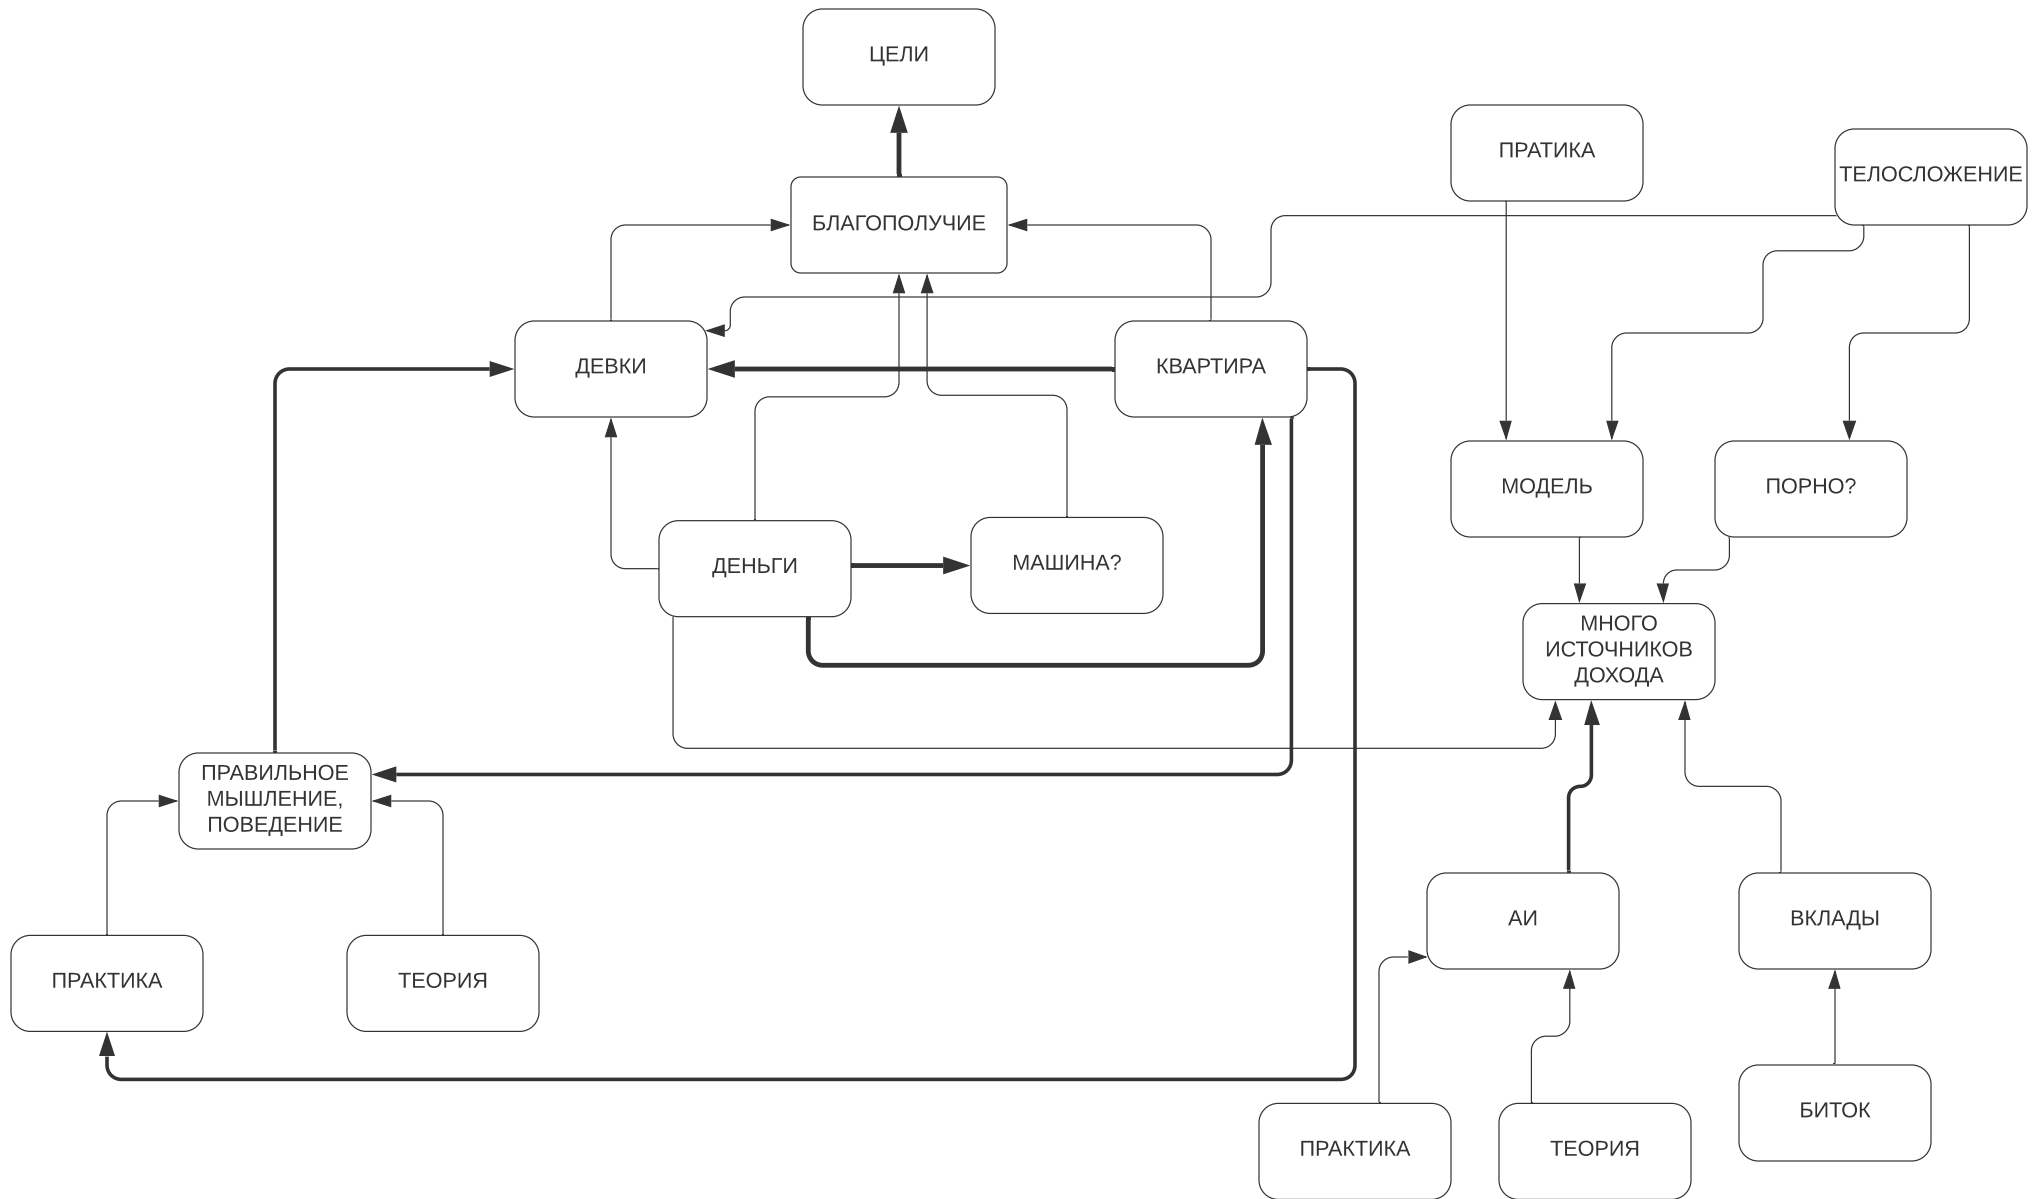 ЦЕЛИ
ПРАТИКА
ТЕЛОСЛОЖЕНИЕ
БЛАГОПОЛУЧИЕ
ДЕВКИ
КВАРТИРА
МОДЕЛЬ
ПОРНО?
ДЕНЬГИ
МАШИНА?
МНОГО
ИСТОЧНИКОВ
ДОХОДА
ПРАВИЛЬНОЕ
МЫШЛЕНИЕ,
ПОВЕДЕНИЕ
АИ
ВКЛАДЫ
ПРАКТИКА
ТЕОРИЯ
БИТОК
ПРАКТИКА
ТЕОРИЯ